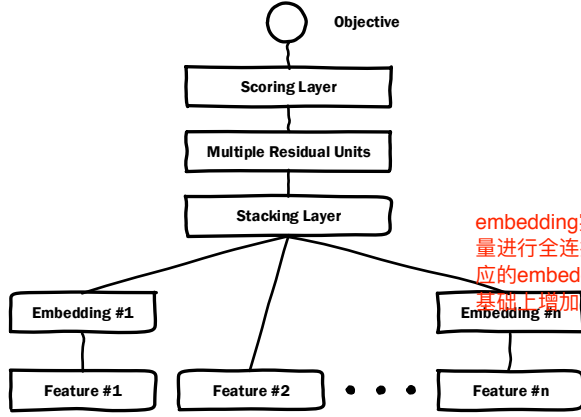 Objective
Scoring Layer
Multiple Residual Units
Stacking Layer
embedding
量进行全连
应的embed
基础上增加
Embedding #1
Embedding #n
Feature #1
Feature #2
Feature #n